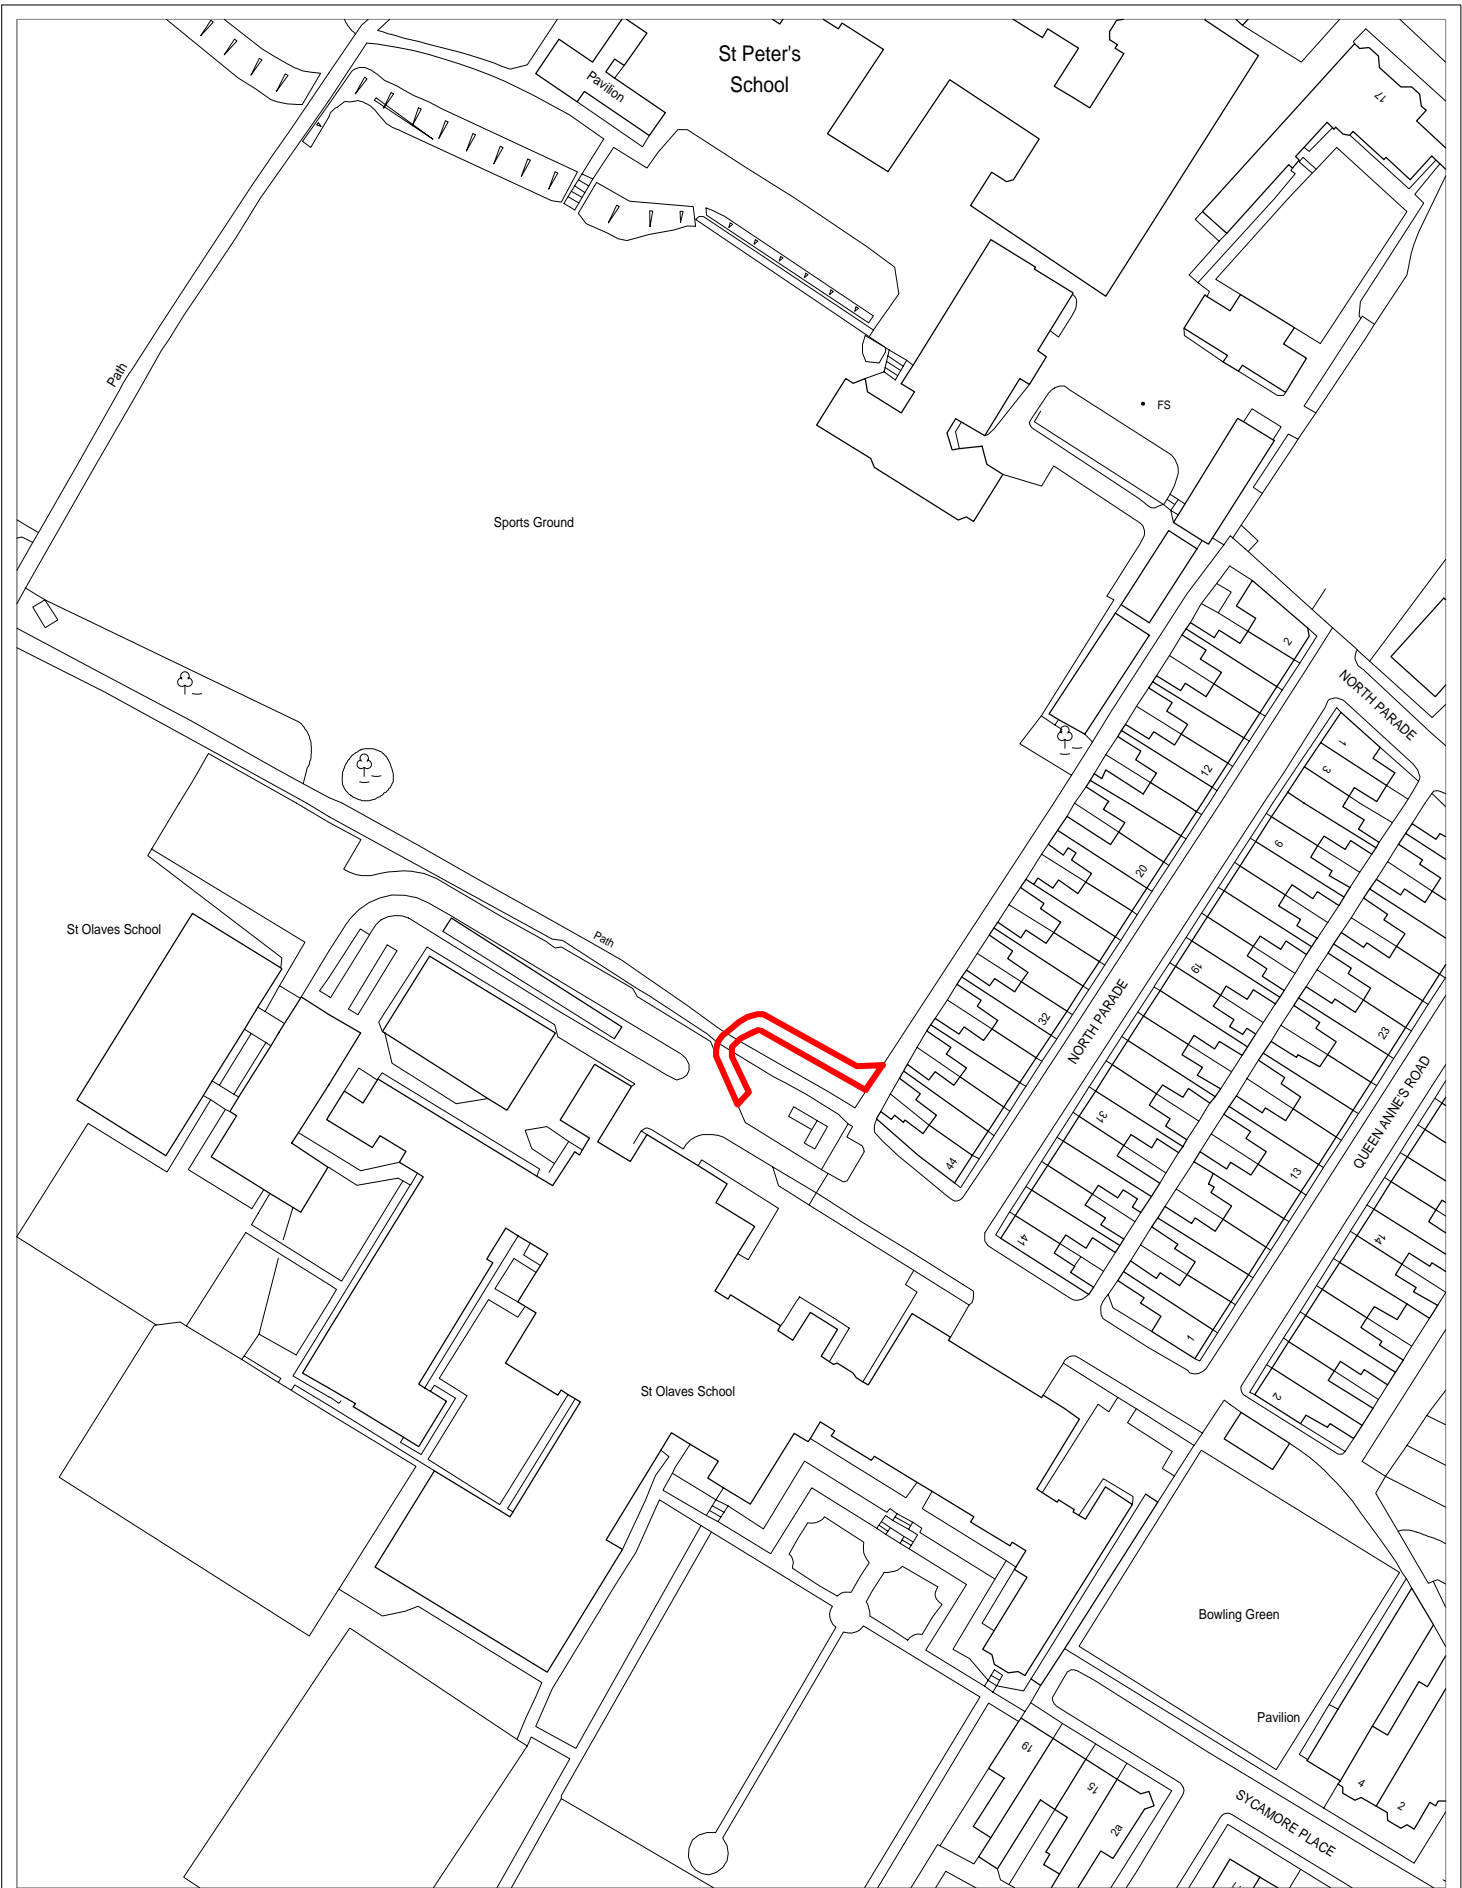 St Peter's
School
Pavilion
17
Path
FS
Sports Ground
2
NORTH PARADE
1
3
12
6
20
St Olaves School
Path
19
32
NORTH PARADE
23
31
QUEEN ANNE'S ROAD
44
13
41
14
1
St Olaves School
2
Bowling Green
Pavilion
19
15
4
2
2a
SYCAMORE PLACE